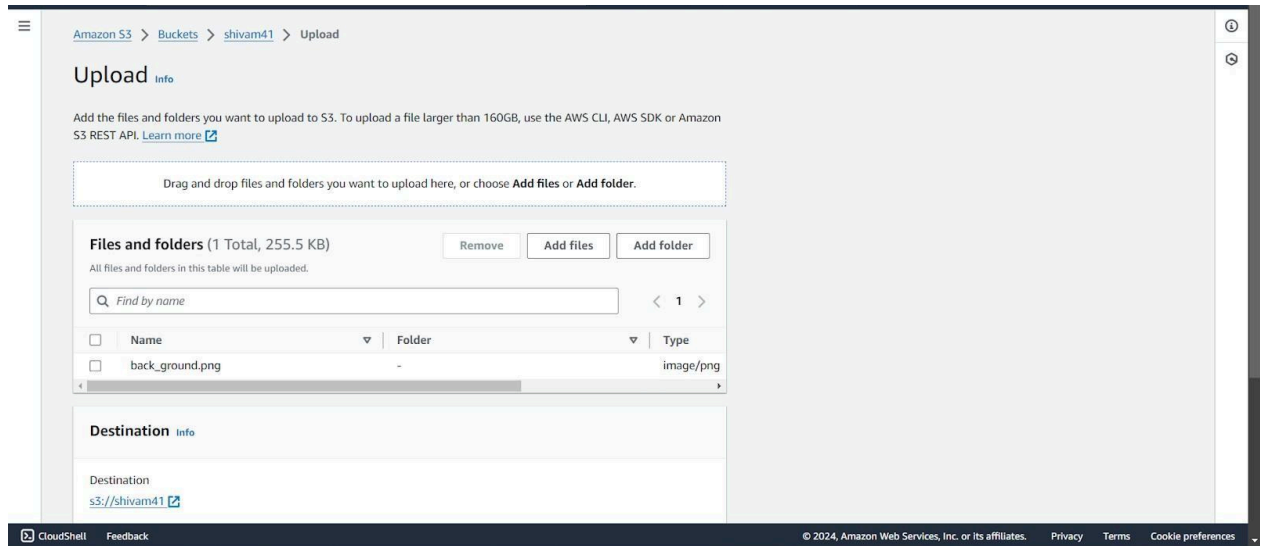 Amazon S3 > Buckets > shivam41 > Upload
Upload Info
Add the files and folders you want to upload to S3. To upload a file larger than 160GB, use the AWS CLI, AWS SDK or Amazon
S3 REST API. Learn more
Drag and drop files and folders you want to upload here, or choose Add files or Add folder.
Files and folders (1 Total, 255.5 KB) Remove Add files Add folder
All files and folders in this table will be uploaded.
Find by name < 1 >
Name Folder Type
back_ground.png - image/png
Destination Info
Destination
s3://shivam41
CloudShell Feedback © 2024, Amazon Web Services, Inc. or its affiliates. Privacy Terms Cookie preferences